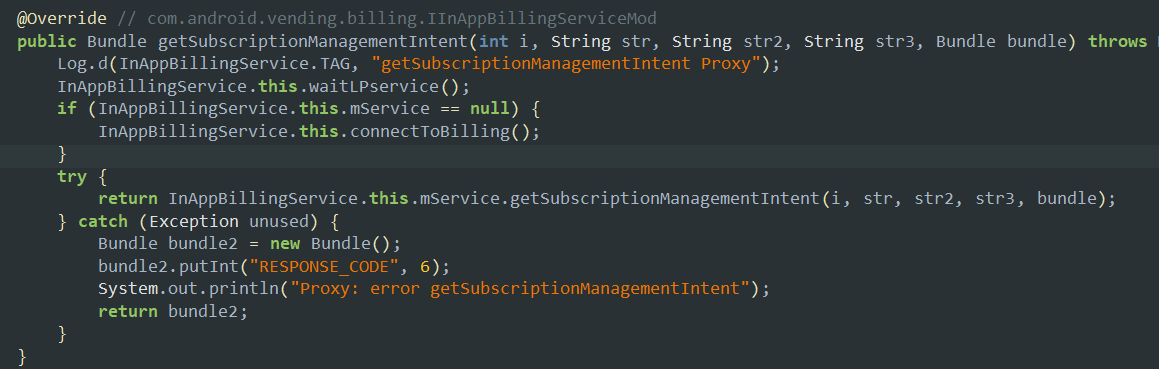 @Override // com.android.vending.billing.IInAppBillingServiceMod
public Bundle getSubscriptionManagementIntent(int i, String str, String str2, String str3, Bundle bundle) throws
Log.d(InAppBillingService.TAG, "getSubscriptionManagementIntent Proxy");
InAppBillingService.this.waitLPservice();
if (InAppBillingService.this.mService == null) {
InAppBillingService.this.connectToBilling();
}
try {
return InAppBillingService.this.mService.getSubscriptionManagementIntent(i, str, str2, str3, bundle);
} catch (Exception unused) {
Bundle bundle2 = new Bundle();
bundle2.putInt("RESPONSE_CODE", 6);
System.out.println("Proxy: error getSubscriptionManagementIntent");
return bundle2;
}
}